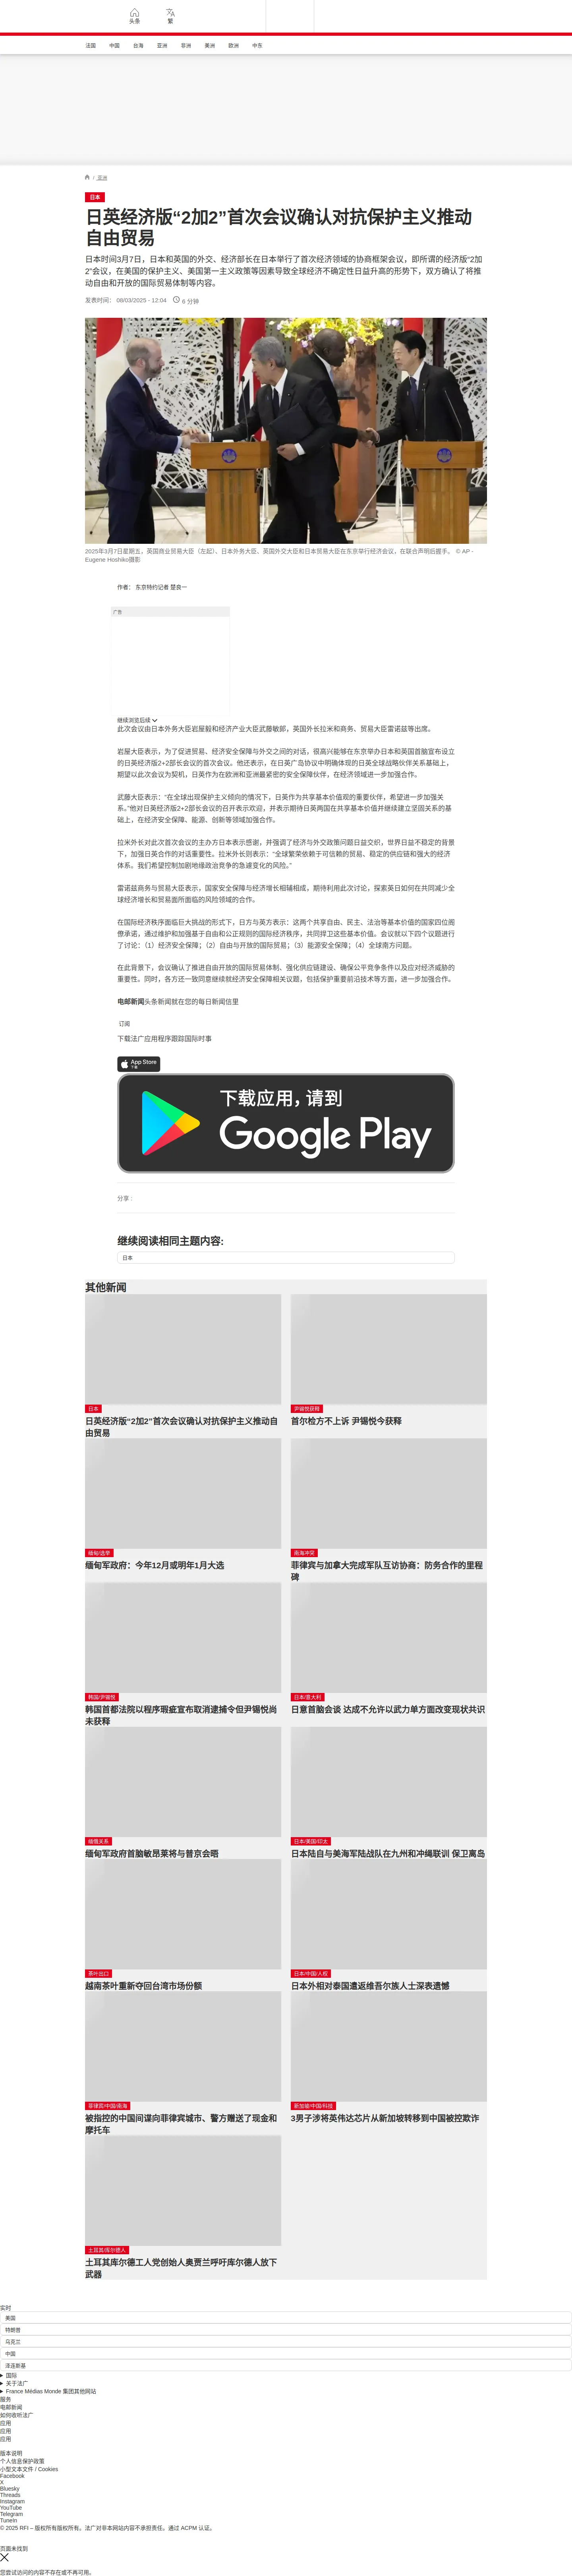 头条
繁
法国
中国
台海
亚洲
非洲
美洲
欧洲
中东
/ 亚洲
日本
日英经济版“2加2”首次会议确认对抗保护主义推动
自由贸易
日本时间3月7日，日本和英国的外交、经济部长在日本举行了首次经济领域的协商框架会议，即所谓的经济版“2加
2”会议，在美国的保护主义、美国第一主义政策等因素导致全球经济不确定性日益升高的形势下，双方确认了将推
动自由和开放的国际贸易体制等内容。
发表时间： 08/03/2025 - 12:04
6 分钟
2025年3月7日星期五，英国商业贸易大臣（左起）、日本外务大臣、英国外交大臣和日本贸易大臣在东京举行经济会议，在联合声明后握手。 © AP -
Eugene Hoshiko摄影
作者： 东京特约记者 楚良一
广告
继续浏览后续
此次会议由日本外务大臣岩屋毅和经济产业大臣武藤敏郎，英国外长拉米和商务、贸易大臣雷诺兹等出席。
岩屋大臣表示，为了促进贸易、经济安全保障与外交之间的对话，很高兴能够在东京举办日本和英国首脑宣布设立
的日英经济版2+2部长会议的首次会议。他还表示，在日英广岛协议中明确体现的日英全球战略伙伴关系基础上，
期望以此次会议为契机，日英作为在欧洲和亚洲最紧密的安全保障伙伴，在经济领域进一步加强合作。
武藤大臣表示：“在全球出现保护主义倾向的情况下，日英作为共享基本价值观的重要伙伴，希望进一步加强关
系。”他对日英经济版2+2部长会议的召开表示欢迎，并表示期待日英两国在共享基本价值并继续建立坚固关系的基
础上，在经济安全保障、能源、创新等领域加强合作。
拉米外长对此次首次会议的主办方日本表示感谢，并强调了经济与外交政策问题日益交织，世界日益不稳定的背景
下，加强日英合作的对话重要性。拉米外长则表示：“全球繁荣依赖于可信赖的贸易、稳定的供应链和强大的经济
体系。我们希望控制加剧地缘政治竞争的急遽变化的风险。”
雷诺兹商务与贸易大臣表示，国家安全保障与经济增长相辅相成，期待利用此次讨论，探索英日如何在共同减少全
球经济增长和贸易面所面临的风险领域的合作。
在国际经济秩序面临巨大挑战的形式下，日方与英方表示：这两个共享自由、民主、法治等基本价值的国家四位阁
僚承诺，通过维护和加强基于自由和公正规则的国际经济秩序，共同捍卫这些基本价值。会议就以下四个议题进行
了讨论：（1）经济安全保障；（2）自由与开放的国际贸易；（3）能源安全保障；（4）全球南方问题。
在此背景下，会议确认了推进自由开放的国际贸易体制、强化供应链建设、确保公平竞争条件以及应对经济威胁的
重要性。同时，各方还一致同意继续就经济安全保障相关议题，包括保护重要前沿技术等方面，进一步加强合作。
电邮新闻头条新闻就在您的每日新闻信里
订阅
下载法广应用程序跟踪国际时事
App Store
下载
下载应用，请到
Google Play
分享 :
继续阅读相同主题内容:
日本
其他新闻
日本
日英经济版“2加2”首次会议确认对抗保护主义推动自
由贸易
尹锡悦获释
首尔检方不上诉 尹锡悦今获释
缅甸/选举
缅甸军政府：今年12月或明年1月大选
南海冲突
菲律宾与加拿大完成军队互访协商：防务合作的里程
碑
韩国/尹锡悦
韩国首都法院以程序瑕疵宣布取消逮捕令但尹锡悦尚
未获释
日本/意大利
日意首脑会谈 达成不允许以武力单方面改变现状共识
缅俄关系
缅甸军政府首脑敏昂莱将与普京会晤
日本/美国/印太
日本陆自与美海军陆战队在九州和冲绳联训 保卫离岛
茶叶出口
越南茶叶重新夺回台湾市场份额
日本/中国/人权
日本外相对泰国遣返维吾尔族人士深表遗憾
菲律宾/中国/南海
被指控的中国间谍向菲律宾城市、警方赠送了现金和
摩托车
新加坡/中国/科技
3男子涉将英伟达芯片从新加坡转移到中国被控欺诈
土耳其/库尔德人
土耳其库尔德工人党创始人奥贾兰呼吁库尔德人放下
武器
实时
美国
特朗普
乌克兰
中国
泽连斯基
国际
关于法广
France Médias Monde 集团其他网站
服务
电邮新闻
如何收听法广
应用
应用
应用
版本说明
个人信息保护政策
小型文本文件 / Cookies
Facebook
X
Bluesky
Threads
Instagram
YouTube
Telegram
TuneIn
© 2025 RFI – 版权所有版权所有。法广对非本网站内容不承担责任。通过 ACPM 认证。
页面未找到
您尝试访问的内容不存在或不再可用。